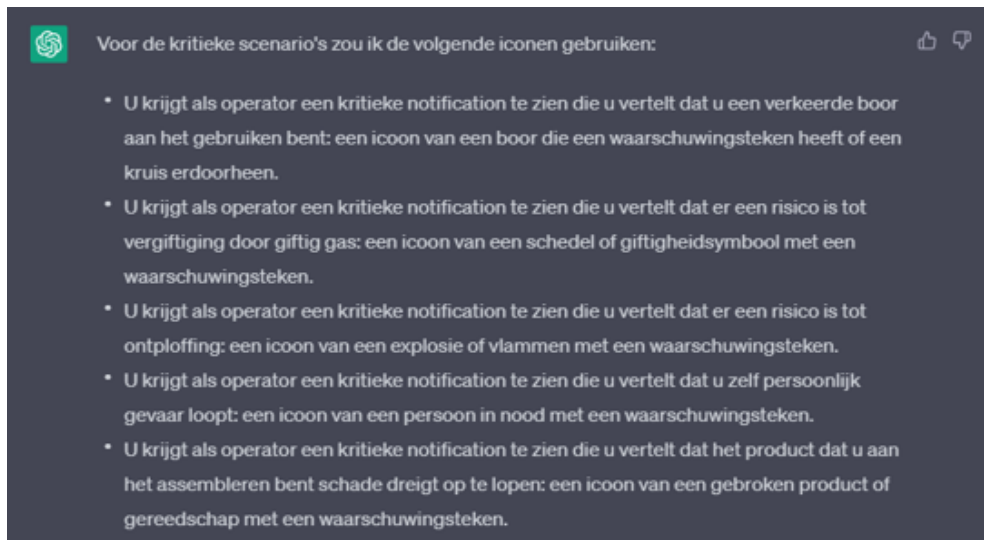 Voor de kritieke scenario's zou ik de volgende iconen gebruiken:
• U krijgt als operator een kritieke notification te zien die u vertelt dat u een verkeerde boor
aan het gebruiken bent: een icoon van een boor die een waarschuwingsteken heeft of een
kruis erdoorheen.
• U krijgt als operator een kritieke notification te zien die u vertelt dat er een risico is tot
vergiftiging door giftig gas: een icoon van een schedel of giftigheidsymbool met een
waarschuwingsteken.
• U krijgt als operator een kritieke notification te zien die u vertelt dat er een risico is tot
ontploffing: een icoon van een explosie of vlammen met een waarschuwingsteken.
• U krijgt als operator een kritieke notification te zien die u vertelt dat u zelf persoonlijk
gevaar loopt: een icoon van een persoon in nood met een waarschuwingsteken.
• U krijgt als operator een kritieke notification te zien die u vertelt dat het product dat u aan
het assembleren bent schade dreigt op te lopen: een icoon van een gebroken product of
gereedschap met een waarschuwingsteken.